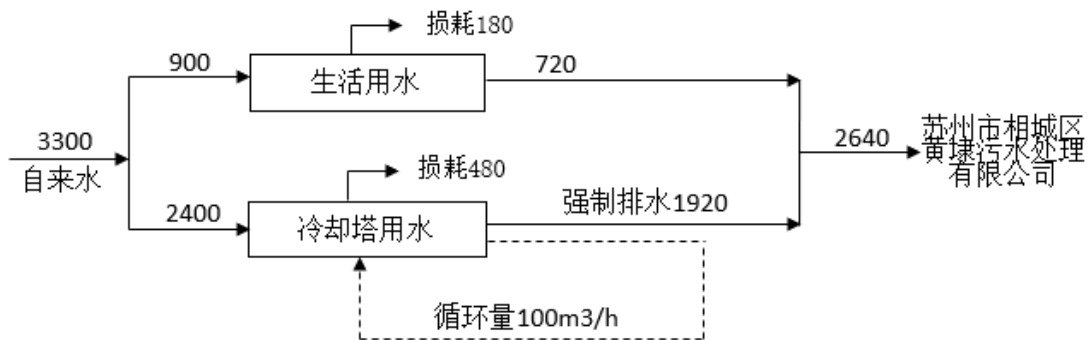 损耗180
900
生活用水
720
3300
自来水
2640
苏州市相城区
黄埭污水处理
有限公司
损耗480
2400
冷却塔用水
强制排水1920
循环量100m3/h